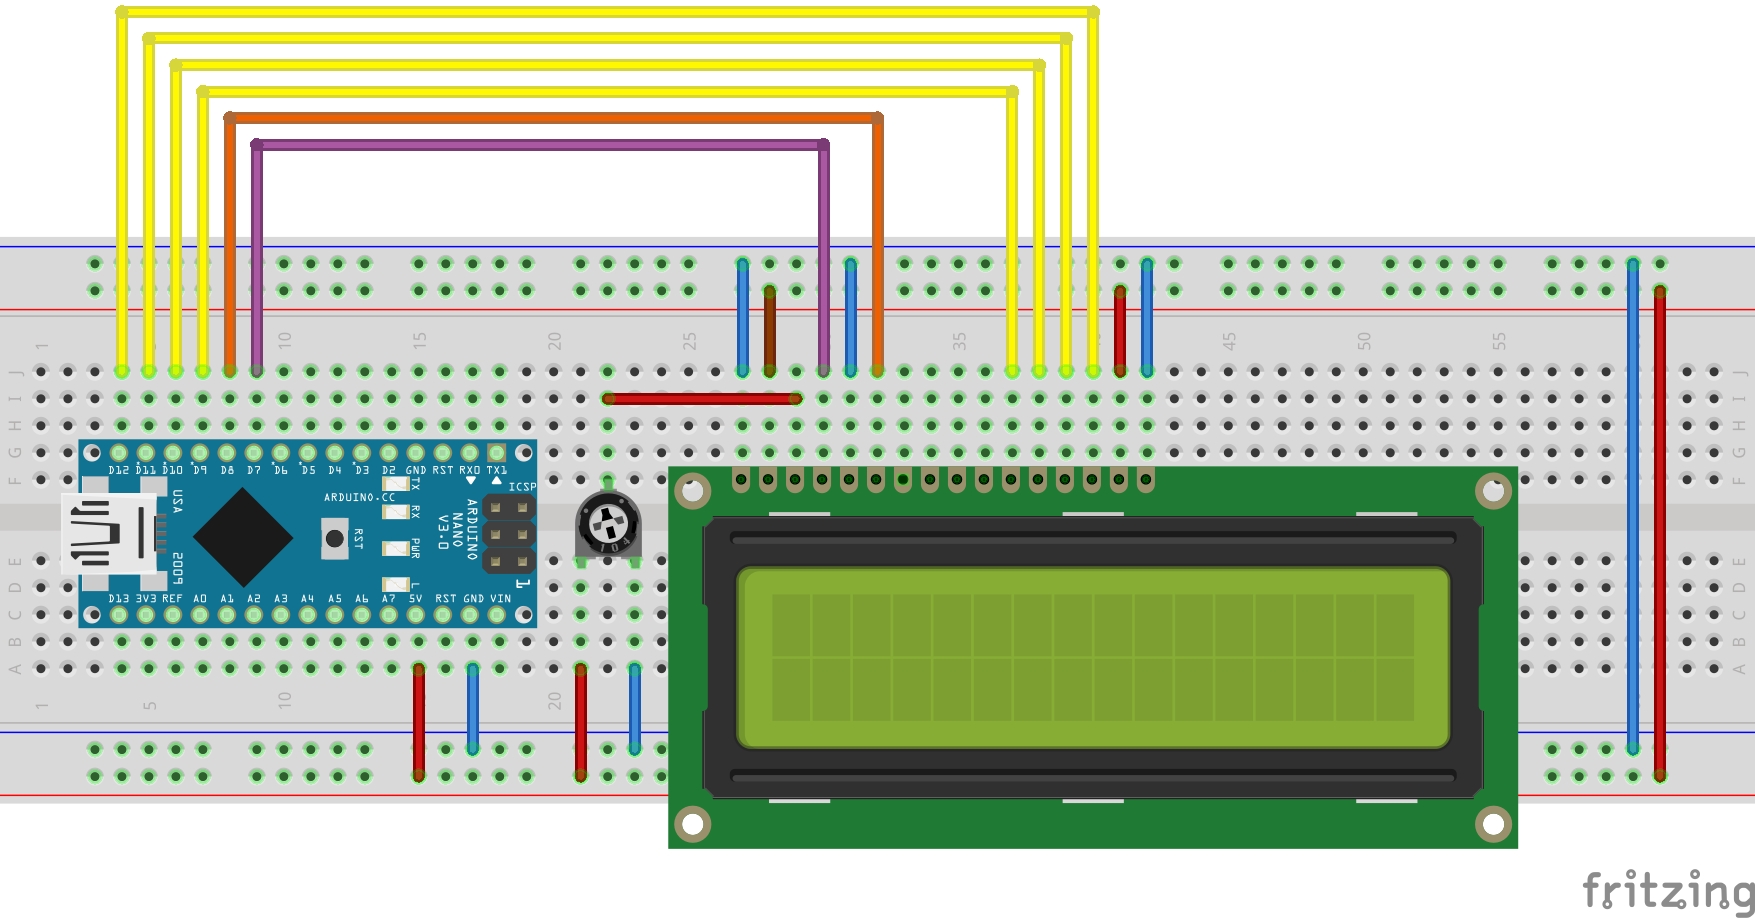 1 10 15 20 25 35 45 50 55
J J
I I
H H
G G
F F
D12 D11 D10 D9 D8 D7 D6 D5 D4 D3 D2 GND RST RX0 TX1
USA
TX
ICSP
ARDUINO.CC
RX
ARDUINO
NANO
V3.0
RST
PWR
1
2005
L
104
D13 3V3 REF A0 A1 A2 A3 A4 A5 A6 A7 5V RST GND VIN
E E
D D
C C
B B
A A
1 5 10 20
fritzing